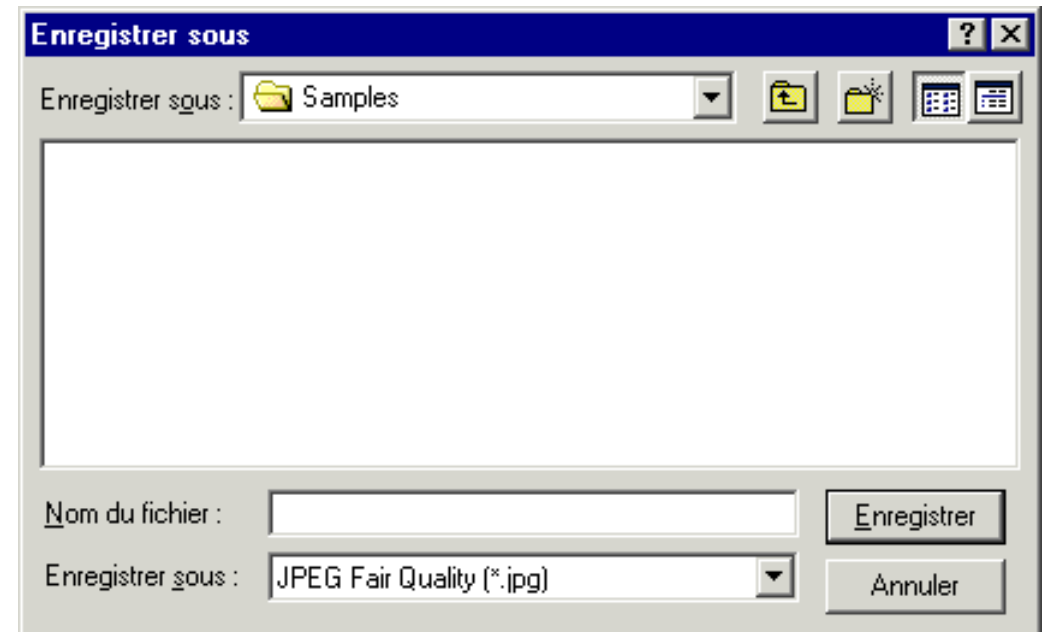 Enregistrer sous
Enregistrer sous : Samples
Nom du fichier :
Enregistrer
Enregistrer sous : JPEG Fair Quality (*.jpg)
Annuler